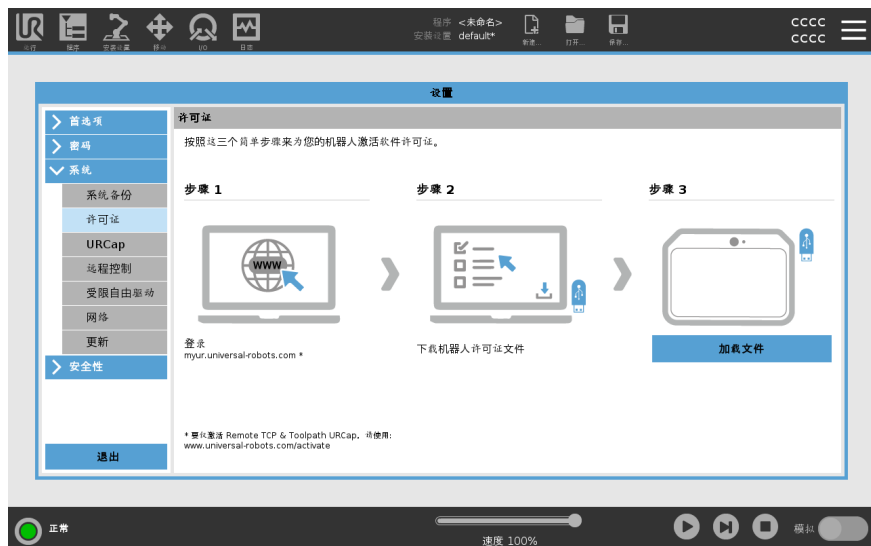 UR
运行
程序
安装设置
移动
I/O
日志
程序 <未命名>
安装设置 default*
新建...
打开...
保存...
CCCC
CCCC
设置
首选项
密码
系统
系统备份
许可证
URCap
远程控制
受限自由驱动
网络
更新
安全性
退出
许可证
按照这三个简单步骤来为您的机器人激活软件许可证。
步骤 1
步骤 2
步骤 3
WWW
登录
myur.universal-robots.com *
下载机器人许可证文件
加载文件
* 要仅激活 Remote TCP & Toolpath URCap，请使用:
www.universal-robots.com/activate
正常
速度 100%
模拟